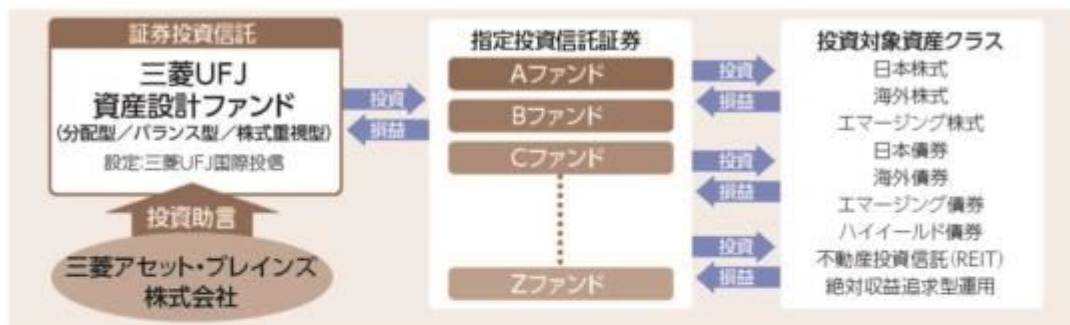 証券投資信託
三菱UFJ
資産設計ファンド
(分配型/バランス型/株式重視型)
設定:三菱UFJ国際投信
投資助言
三菱アセット・ブレインズ
株式会社
投資
損益
指定投資信託証券
Aファンド
Bファンド
Cファンド
Zファンド
投資
損益
投資
損益
投資
損益
投資対象資産クラス
日本株式
海外株式
エマージング株式
日本債券
海外債券
エマージング債券
ハイイールド債券
不動産投資信託(REIT)
絶対収益追求型運用